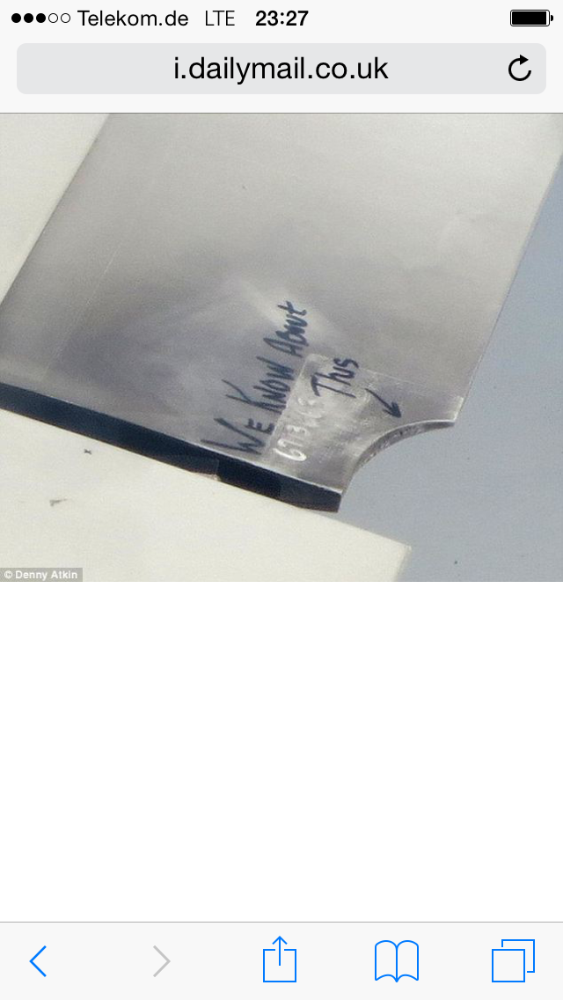 Telekom.de LTE 23:27
i.dailymail.co.uk
We Know About
This
© Denny Atkin